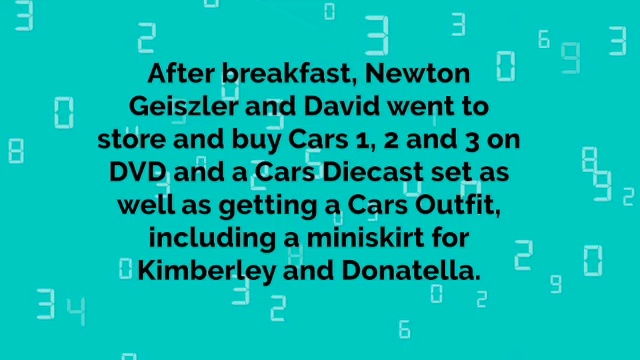 After breakfast, Newton
Geiszler and David went to
store and buy Cars 1, 2 and 3 on
DVD and a Cars Diecast set as
well as getting a Cars Outfit,
including a miniskirt for
Kimberley and Donatella.